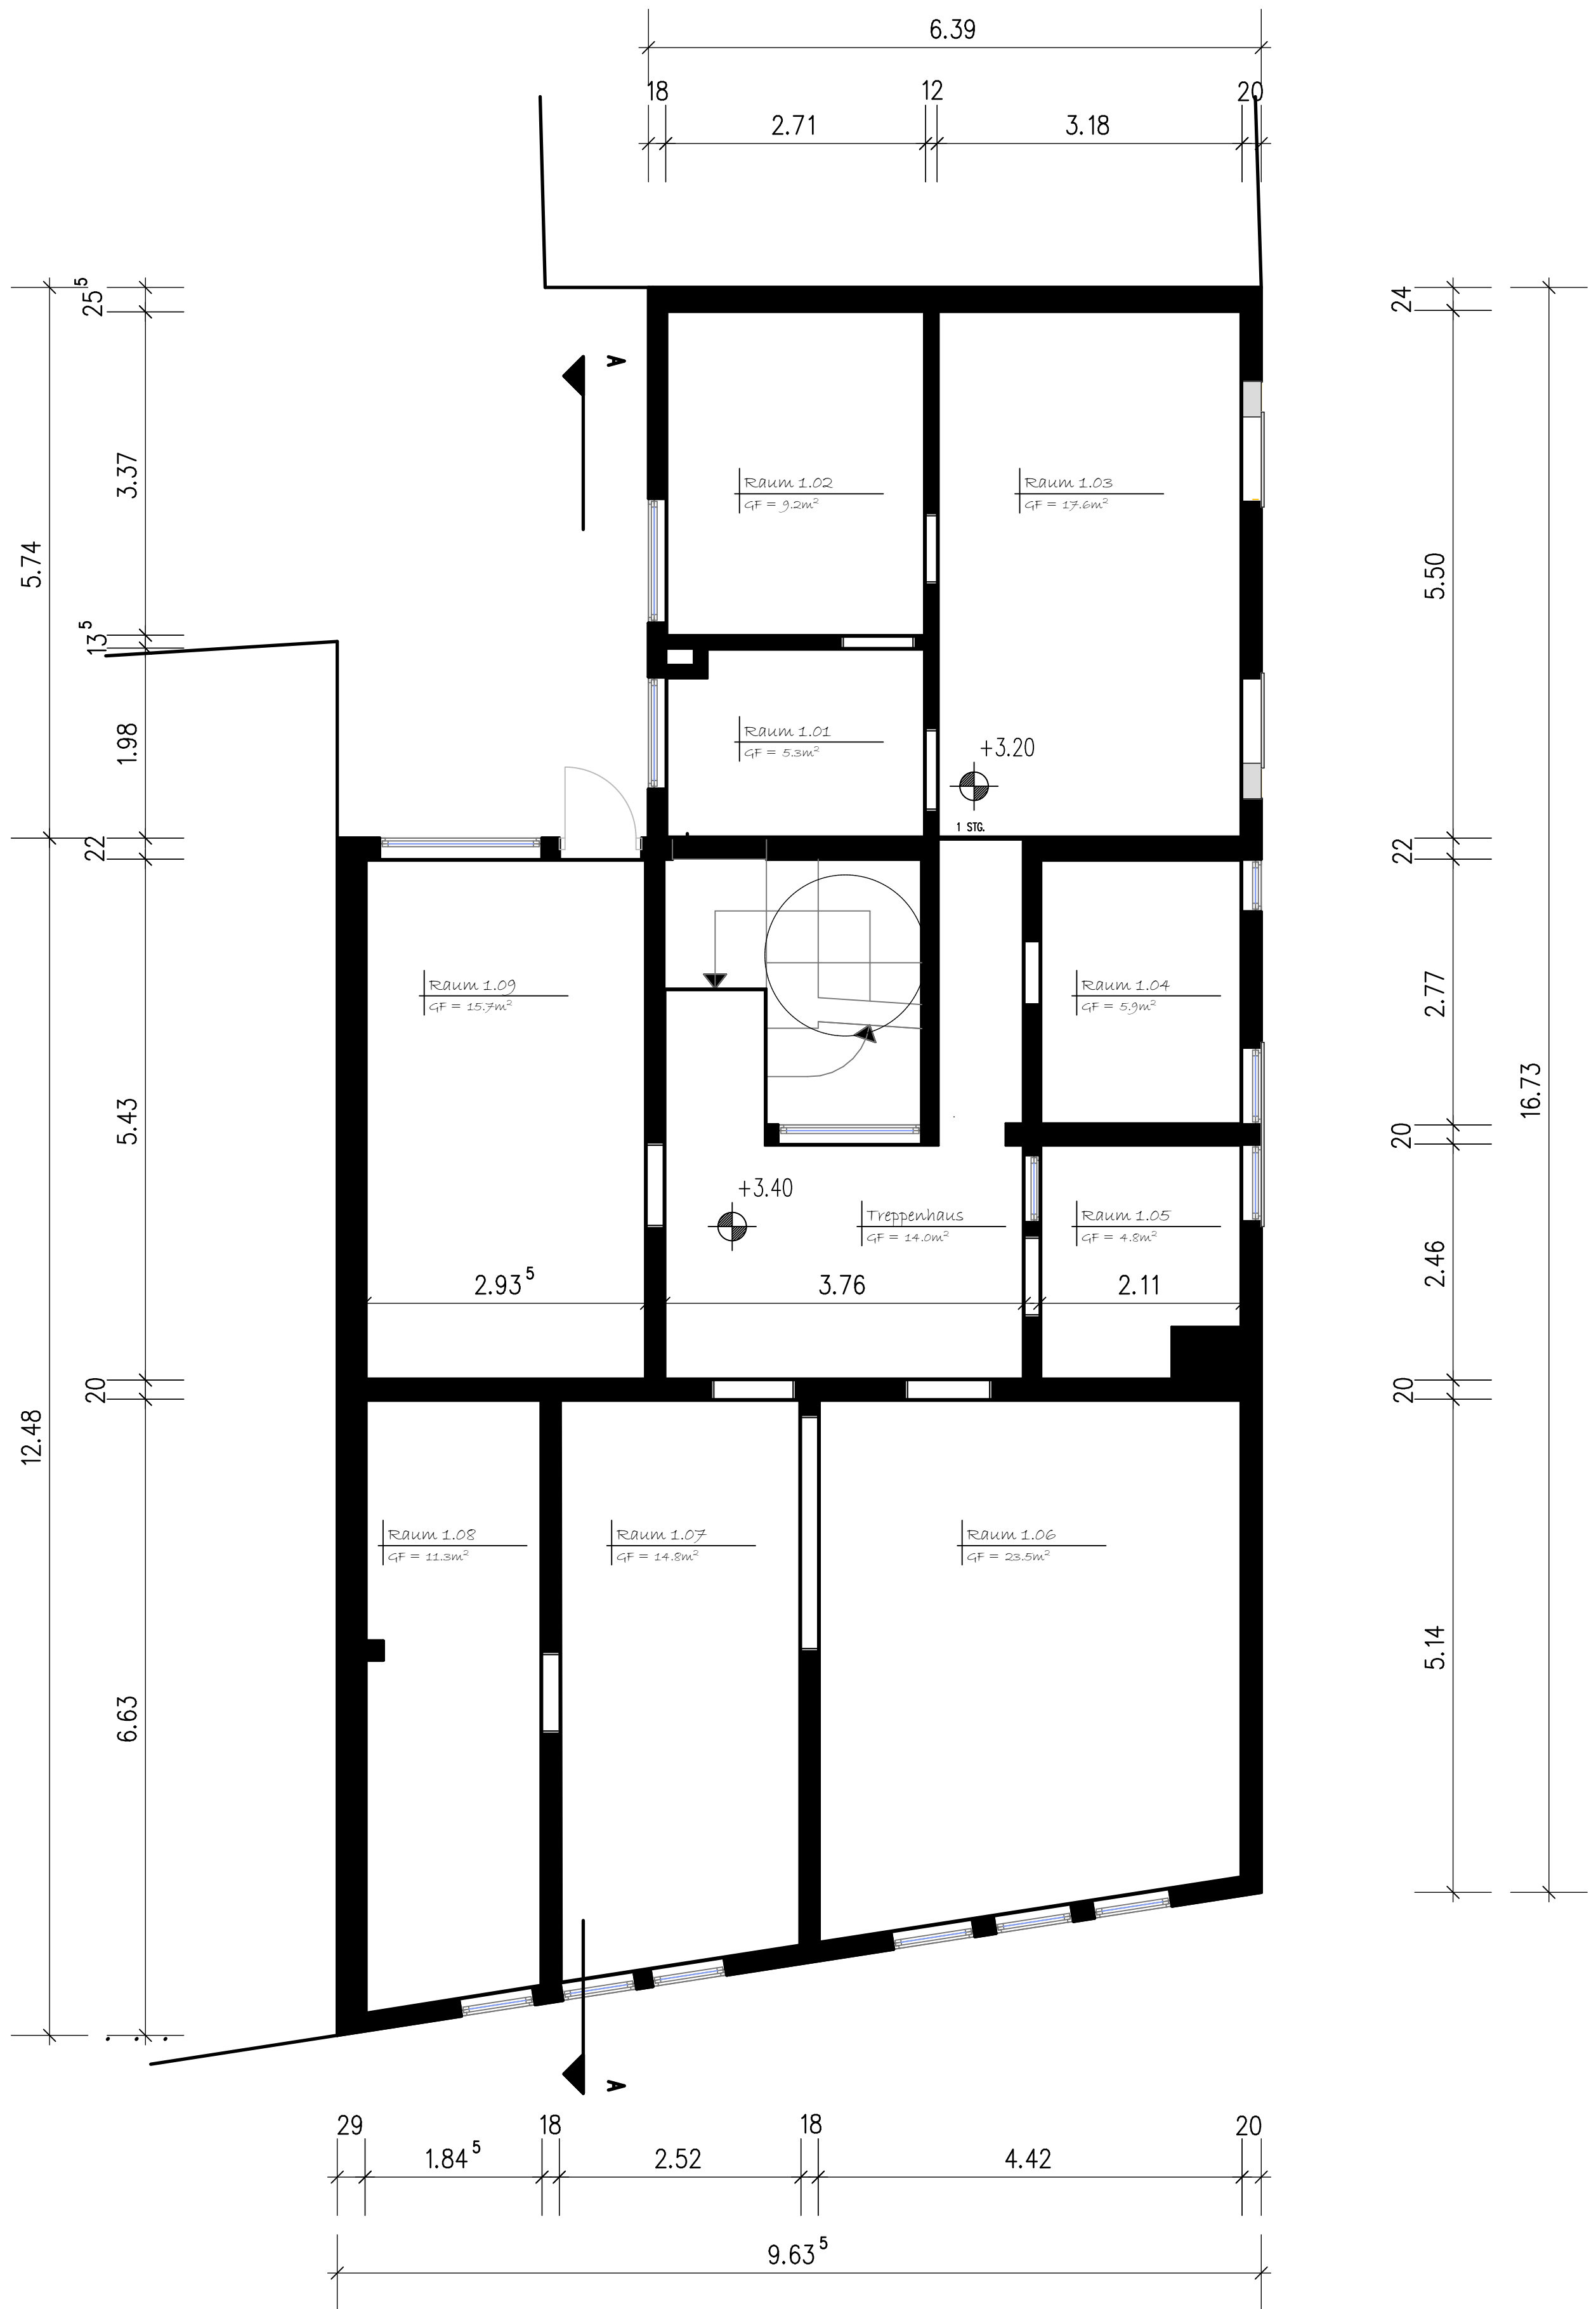 6.39
18
12
20
2.71
3.18
25⁵
3.37
5.74
13⁵
1.98
22
5.43
20
12.48
6.63
24
5.50
22
2.77
20
2.46
20
5.14
16.73
A
Raum 1.02
GF = 9.2m²
Raum 1.03
GF = 17.6m²
Raum 1.01
GF = 5.3m²
+3.20
1 STG.
Raum 1.09
GF = 15.7m²
Raum 1.04
GF = 5.9m²
+3.40
Treppenhaus
GF = 14.0m²
Raum 1.05
GF = 4.8m²
2.93⁵
3.76
2.11
Raum 1.08
GF = 11.3m²
Raum 1.07
GF = 14.8m²
Raum 1.06
GF = 23.5m²
A
29
18
18
20
1.84⁵
2.52
4.42
9.63⁵